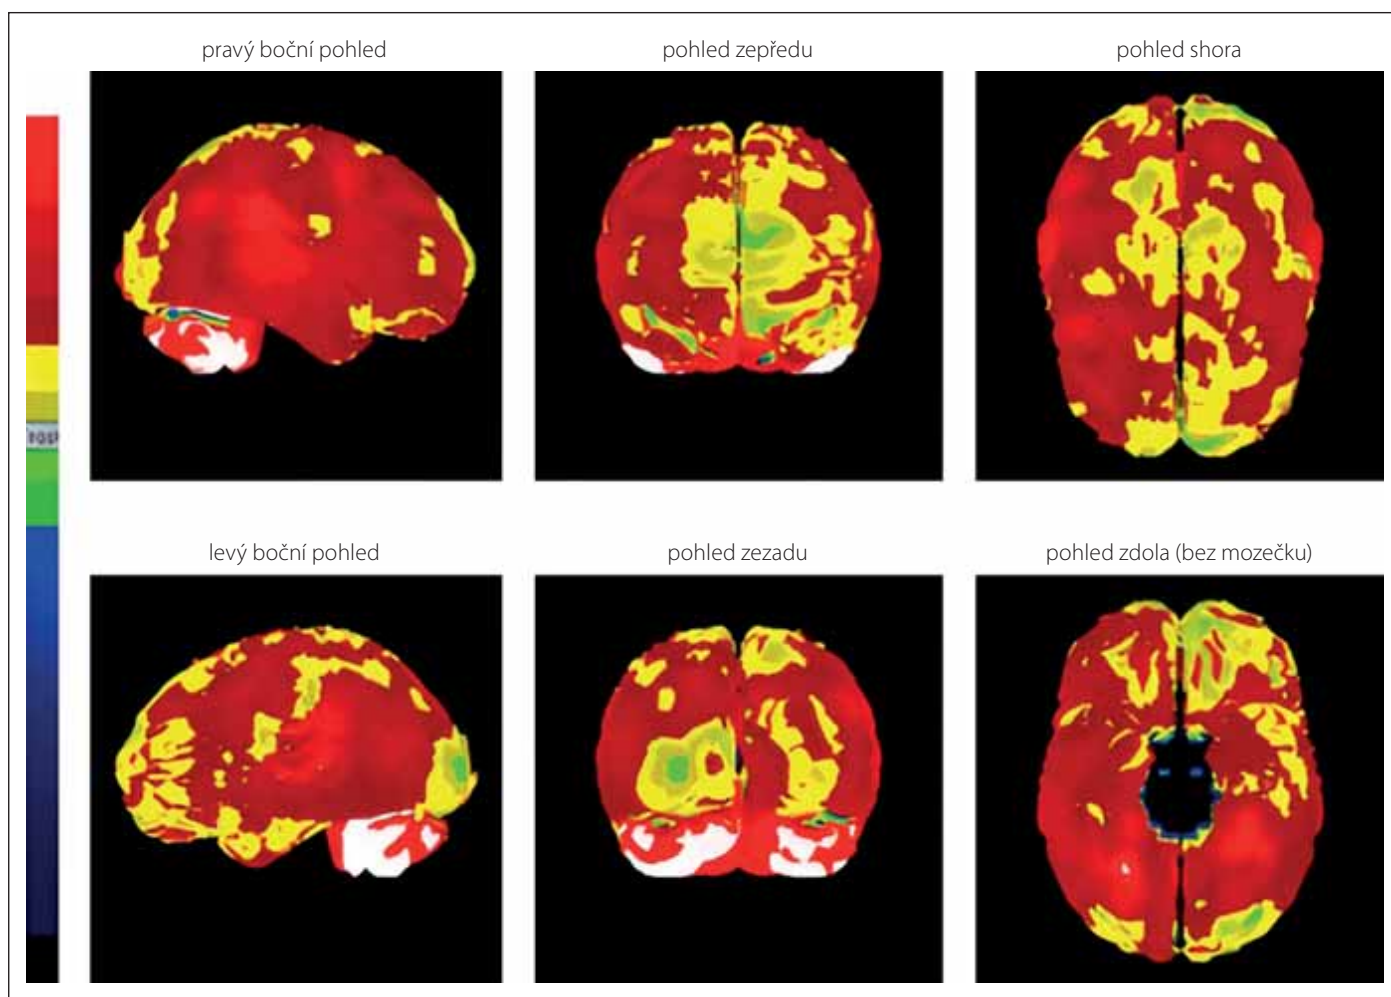 pravý boční pohled
pohled zepředu
pohled shora
levý boční pohled
pohled zezadu
pohled zdola (bez mozečku)